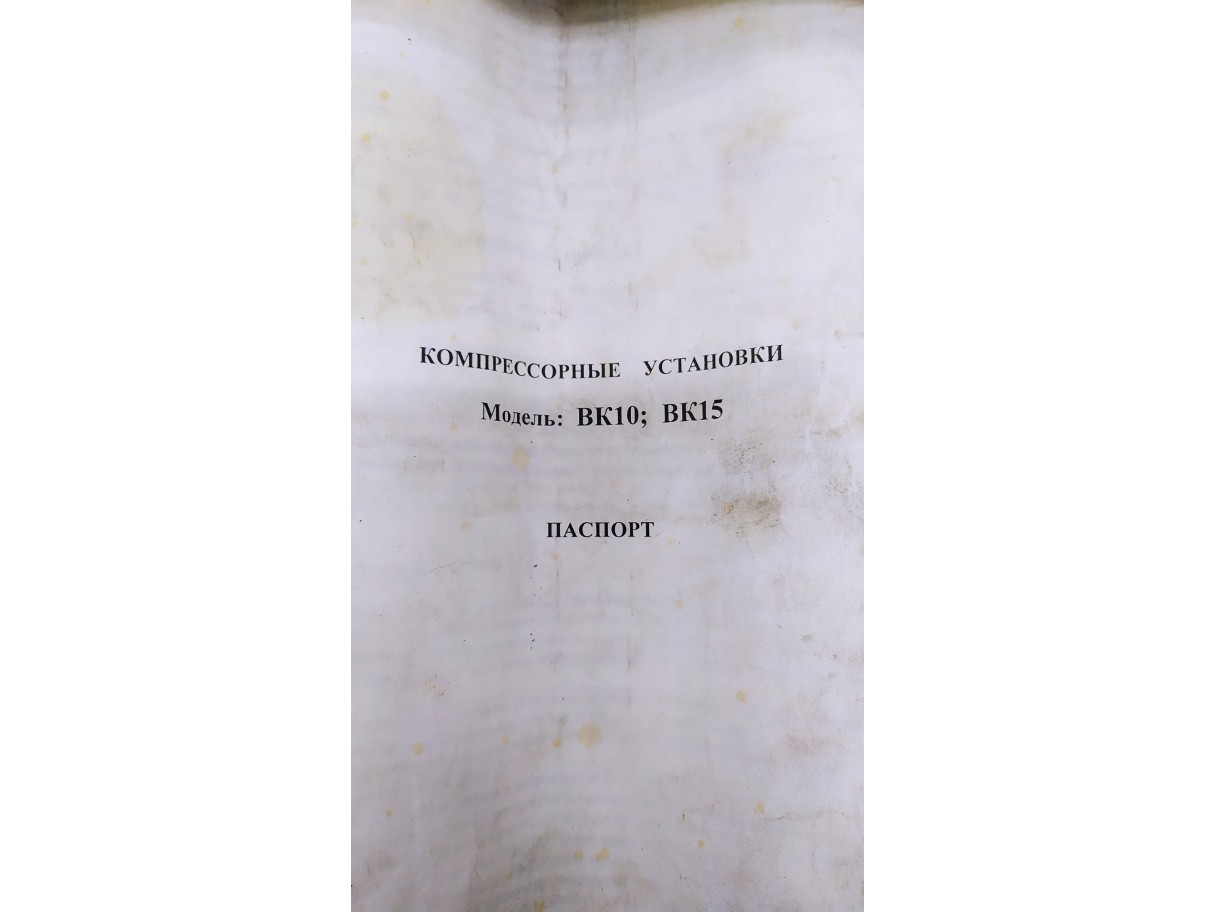 КОМПРЕССОРНЫЕ УСТАНОВКИ
Модель: ВК10; ВК15
ПАСПОРТ